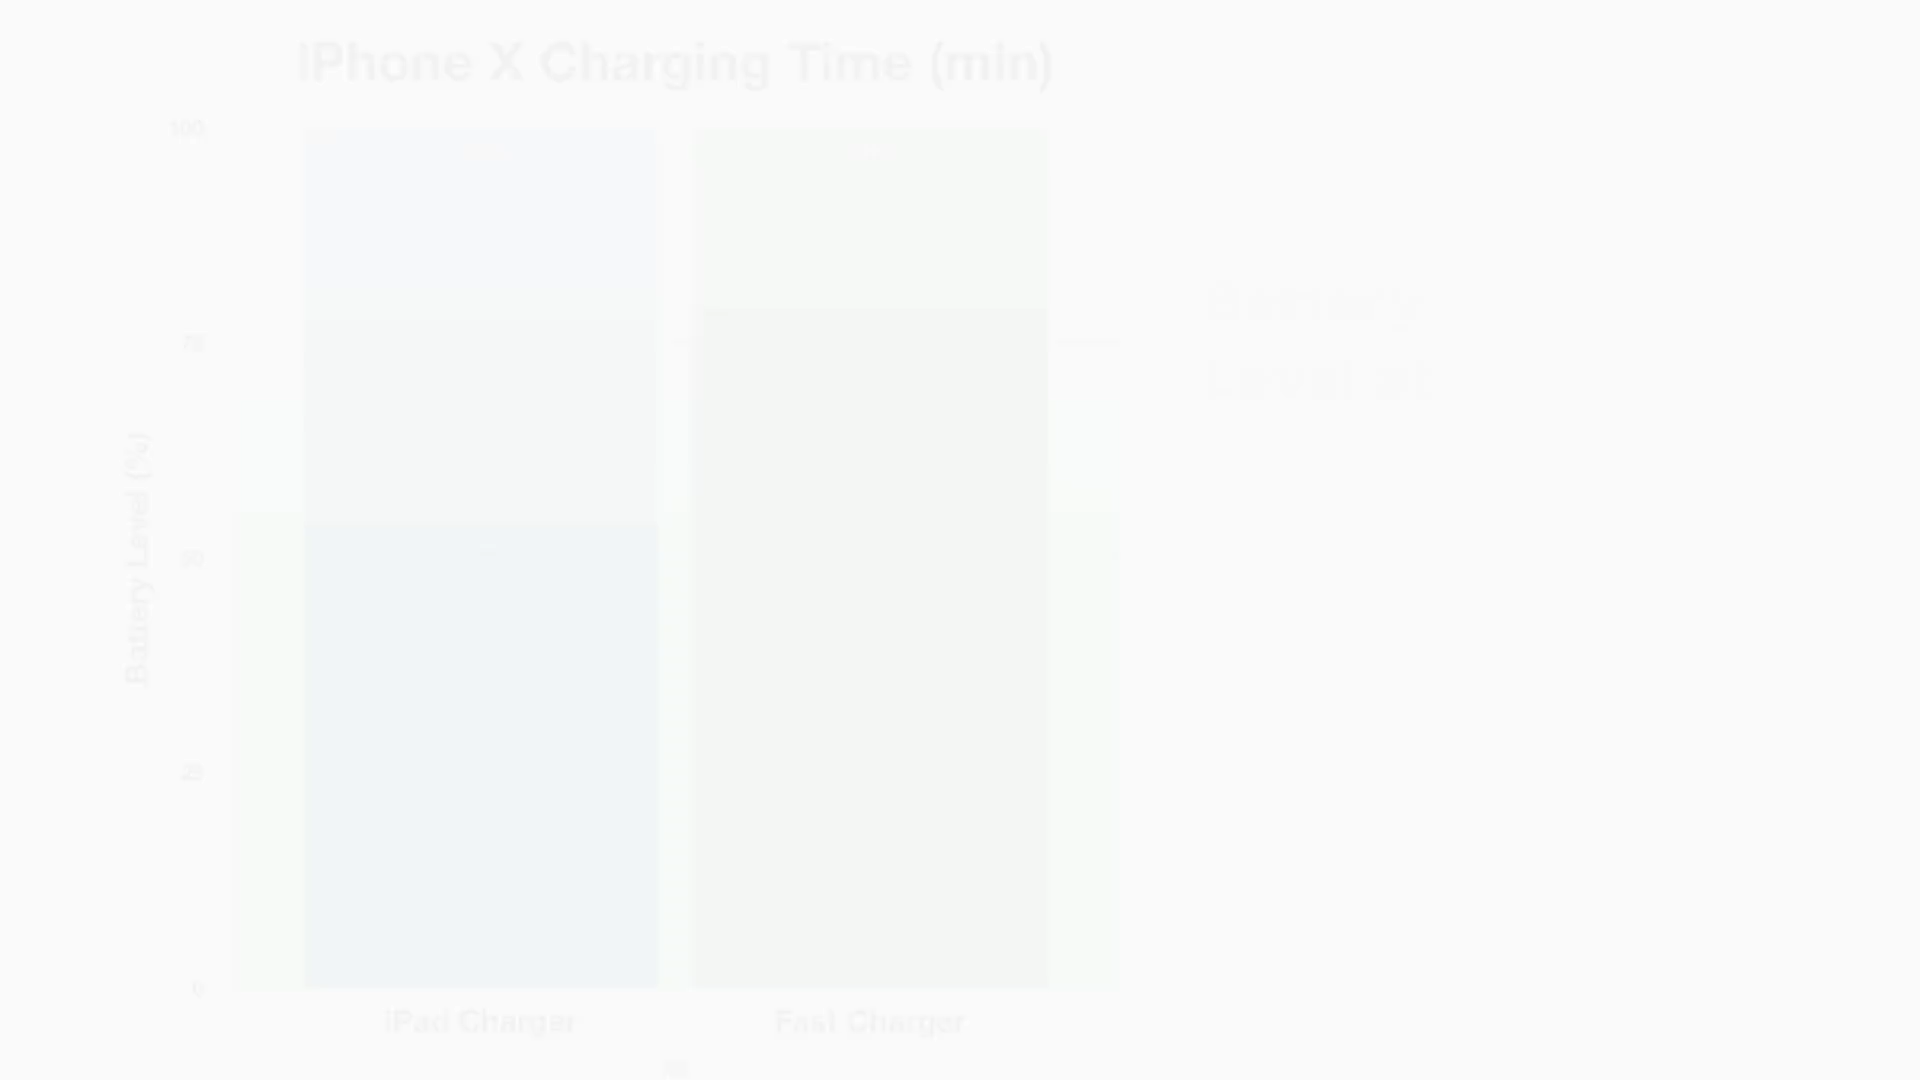 iPhone X Charging Time (min)
100
75
50
25
0
Battery Level (%)
iPad Charger
Fast Charger
Battery
Level at